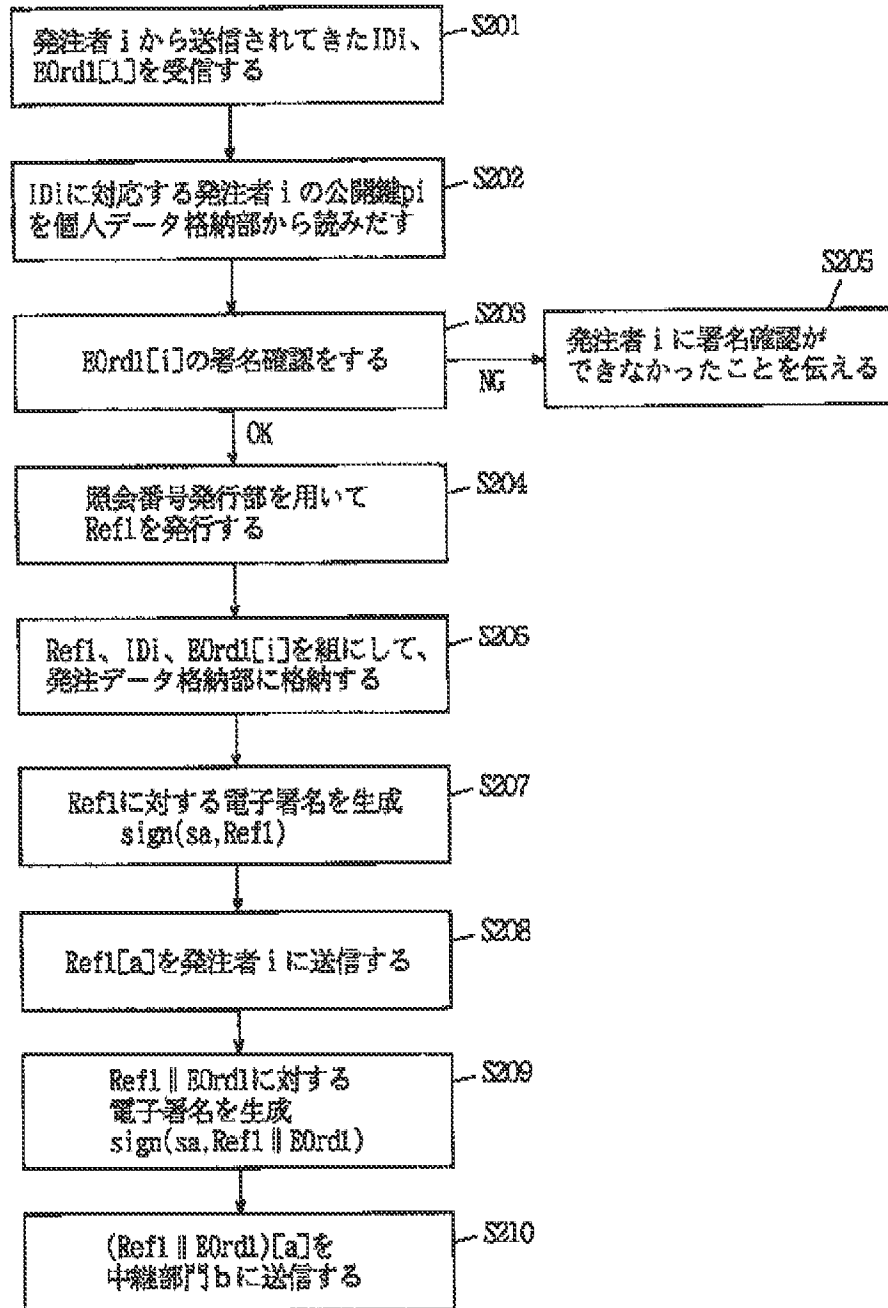 発注者iから送信されてきたIDi、
EOrd1[i]を受信する
S201
IDiに対応する発注者iの公開鍵pi
を個人データ格納部から読みだす
S202
EOrd1[i]の署名確認をする
S203
NG
発注者iに署名確認が
できなかったことを伝える
S205
OK
照会番号発行部を用いて
Ref1を発行する
S204
Ref1、IDi、EOrd1[i]を組にして、
発注データ格納部に格納する
S206
Ref1に対する電子署名を生成
sign(sa,Ref1)
S207
Ref1[a]を発注者iに送信する
S208
Ref1∥EOrd1に対する
電子署名を生成
sign(sa,Ref1∥EOrd1)
S209
(Ref1∥EOrd1)[a]を
中継部門bに送信する
S210